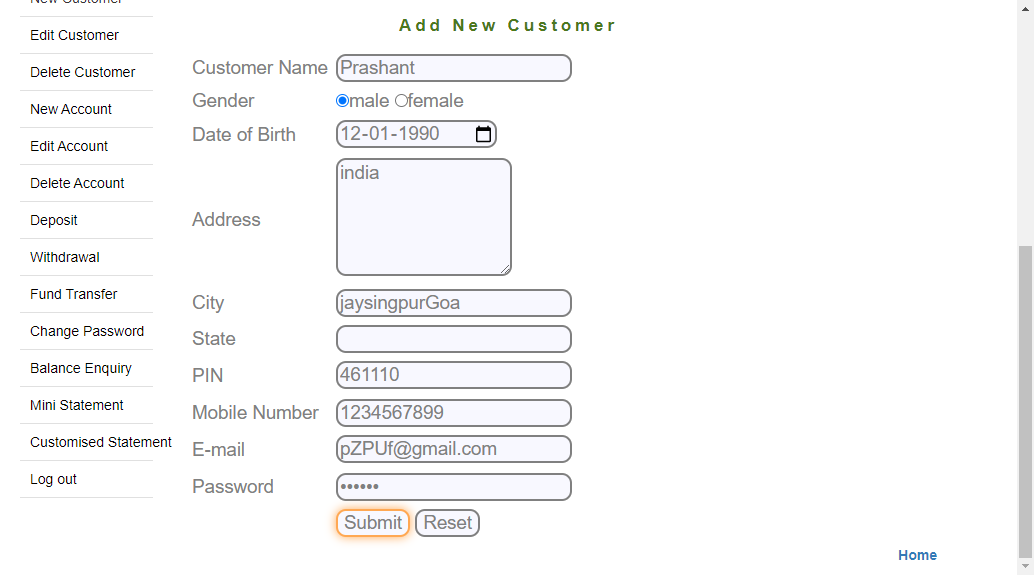 New Customer
Edit Customer
Delete Customer
New Account
Edit Account
Delete Account
Deposit
Withdrawal
Fund Transfer
Change Password
Balance Enquiry
Mini Statement
Customised Statement
Log out
Add New Customer
Customer Name Prashant
Gender male female
Date of Birth 12-01-1990
Address india
City jaysingpurGoa
State
PIN 461110
Mobile Number 1234567899
E-mail pZPUf@gmail.com
Password ••••••
Submit Reset
Home